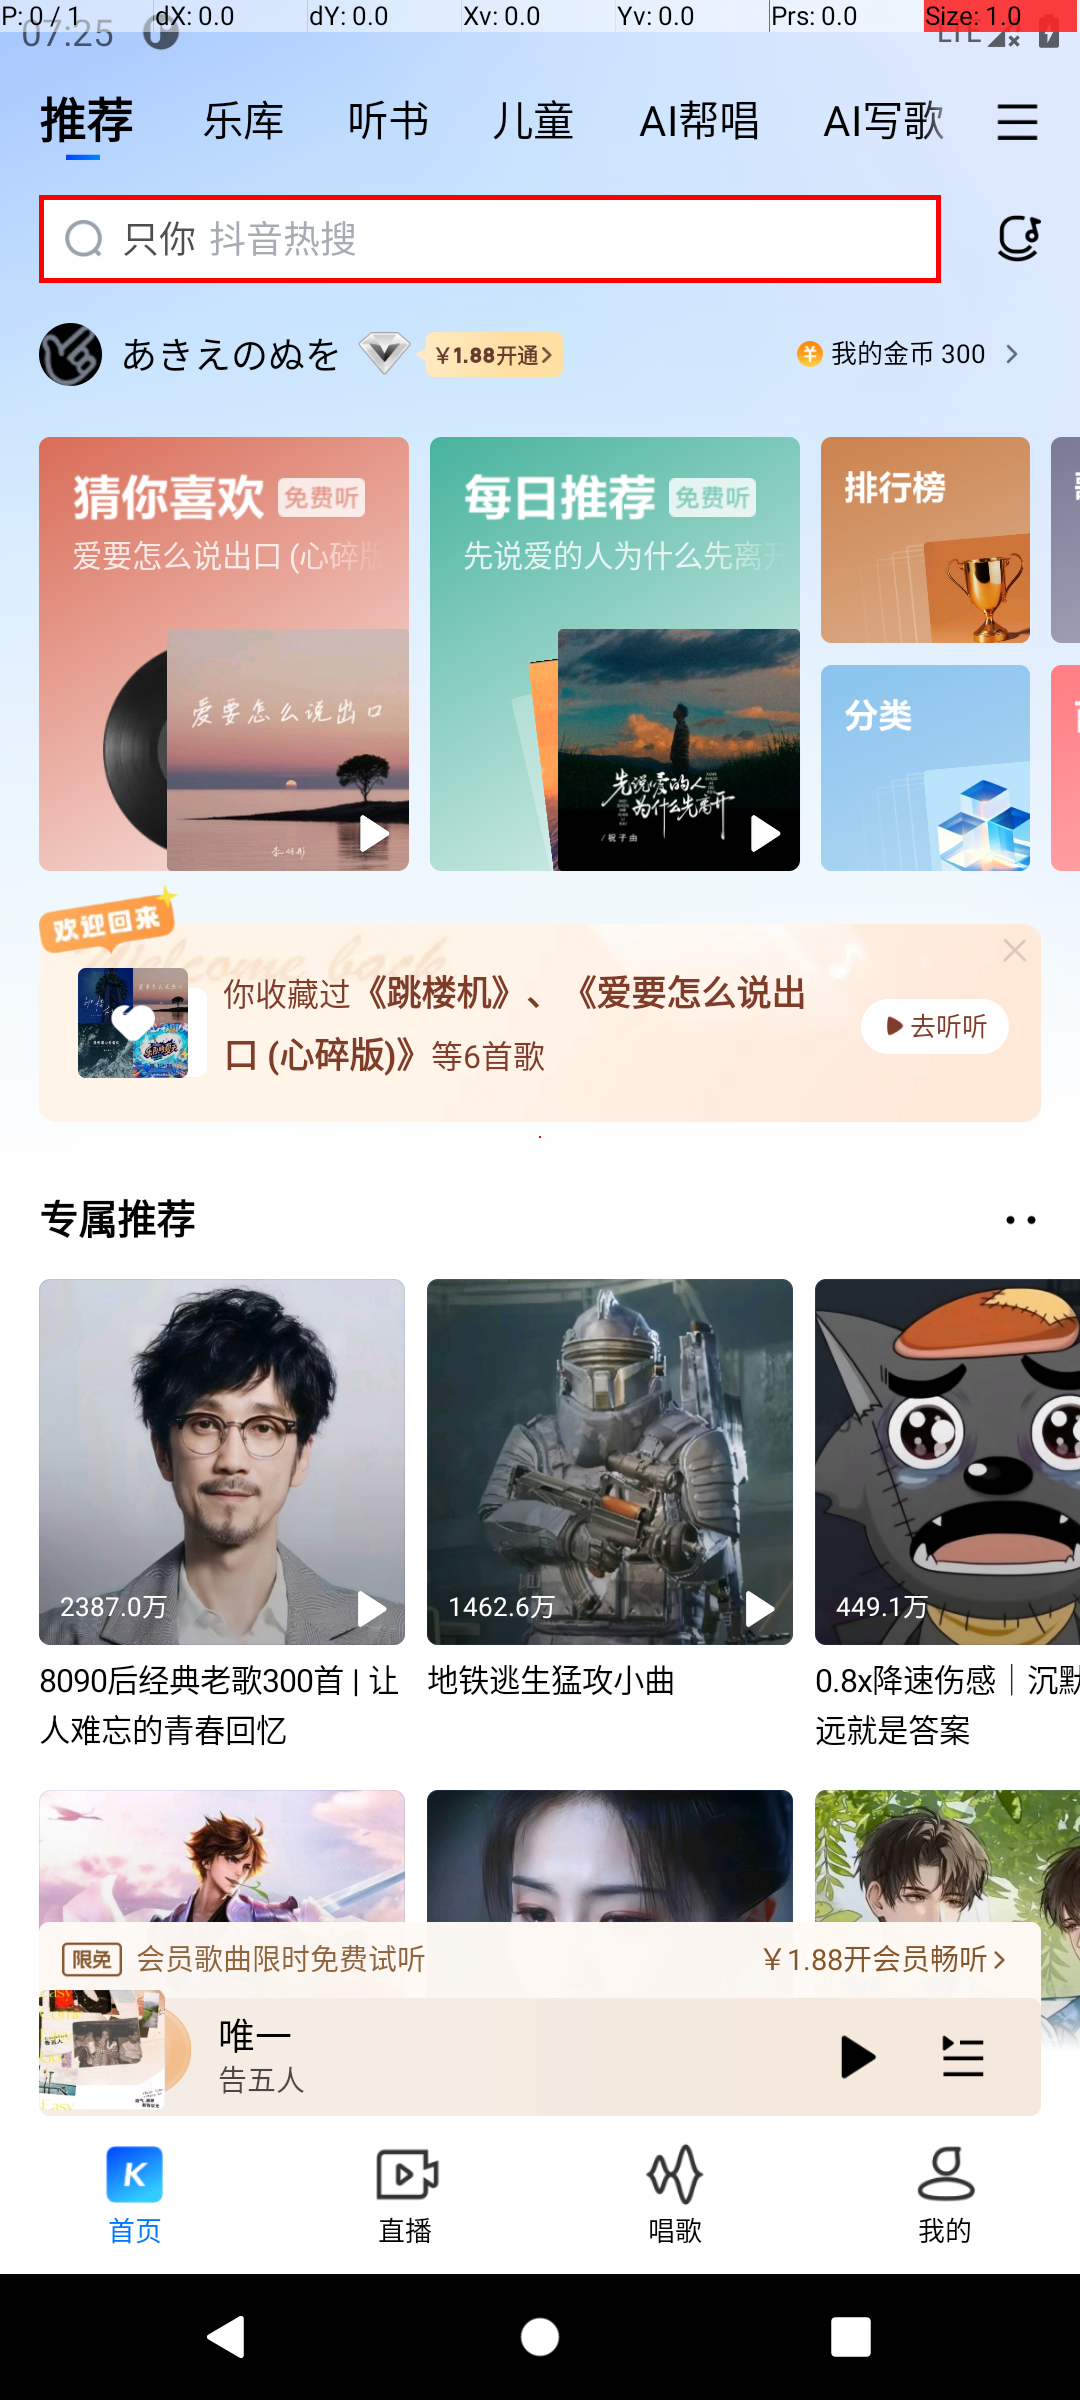 P: 0 / 1
dX: 0.0
dY: 0.0
Xv: 0.0
Yv: 0.0
Prs: 0.0
Size: 1.0
07:25
LTE
推荐
乐库
听书
儿童
AI帮唱
AI写歌
只你 抖音热搜
あきえのぬを
¥1.88开通
我的金币 300
猜你喜欢 免费听
爱要怎么说出口 (心碎版
每日推荐 免费听
先说爱的人为什么先离开
排行榜
分类
爱要怎么说出口
先说爱的人
为什么先离开
/祝子由
欢迎回来
Welcome back
你收藏过《跳楼机》、《爱要怎么说出
口 (心碎版)》等6首歌
去听听
专属推荐
2387.0万
1462.6万
449.1万
8090后经典老歌300首 | 让
人难忘的青春回忆
地铁逃生猛攻小曲
0.8x降速伤感｜沉默
远就是答案
限免 会员歌曲限时免费试听
¥1.88开会员畅听
唯一
告五人
首页
直播
唱歌
我的